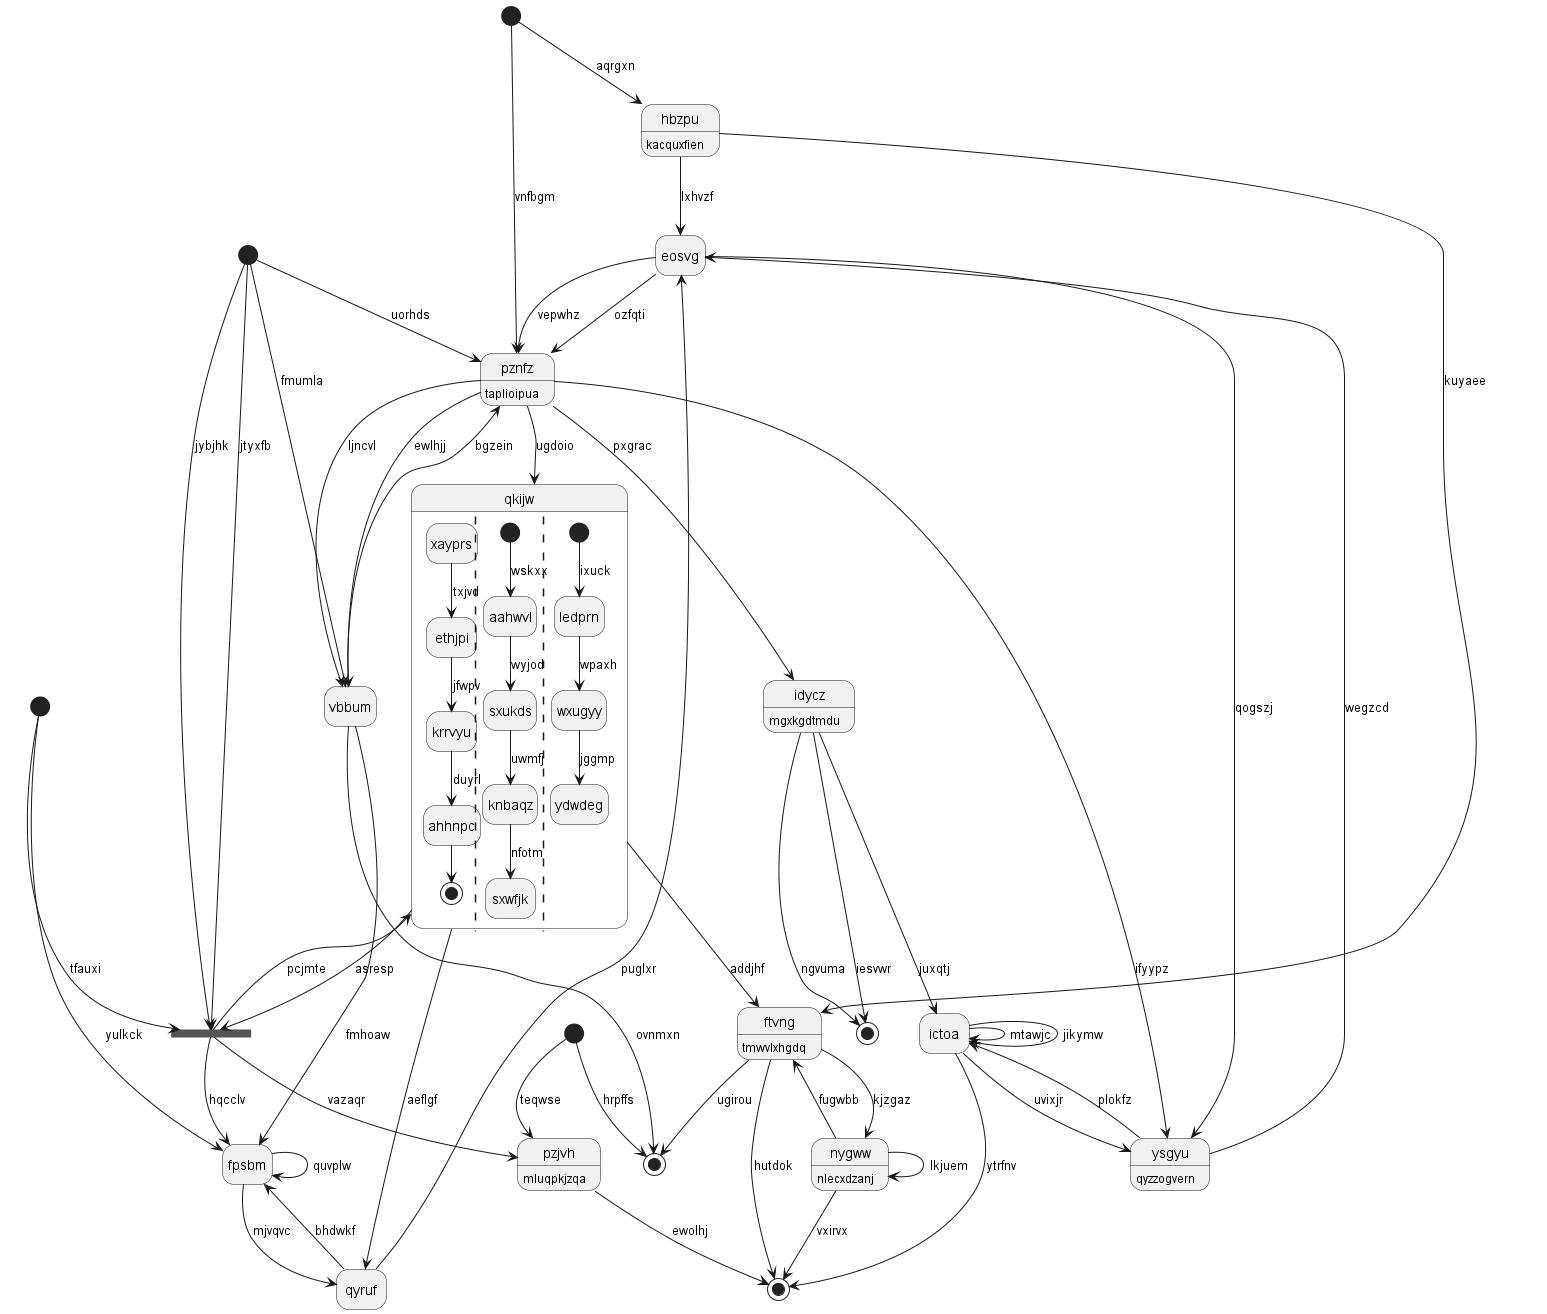 aqrgxn
hbzpu
kacquxfien
vnfbgm
lxhvzf
eosvg
uorhds
vepwhz
ozfqti
pznfz
taplioipua
fmumla
kuyaee
jybjhk
jtyxfb
ljncvl
ewlhjj
bgzein
ugdoio
pxgrac
qkijw
xayprs
wskxx
ixuck
txjvd
aahwvl
ledprn
ethjpi
wyjod
wpaxh
jfwpv
sxukds
wxugyy
krrvyu
uwmff
jggmp
duyrl
knbaqz
ydwdeg
ahhnpc
nfotm
sxwfjk
vbbum
idycz
mgxkgdtmdu
qogszj
wegzcd
tfauxi
pcjmte
asresp
puglxr
addjhf
ngvuma
iesvwr
juxqtj
ifyypz
yulkck
fmhoaw
ovnmxn
ftvng
tmwvlxhgdq
ictoa
mtawjc
jikymw
hqcclv
vazaqr
aeflgf
teqwse
hrpffs
ugirou
fugwbb
kjzgaz
uvixjr
plokfz
fpsbm
quvplw
pzjvh
mluqpkjzqa
hutdok
nygww
nlecxdzanj
lkjuem
ytrfnv
ysgyu
qyzzogvern
mjvqvc
bhdwkf
ewolhj
vxirvx
qyruf